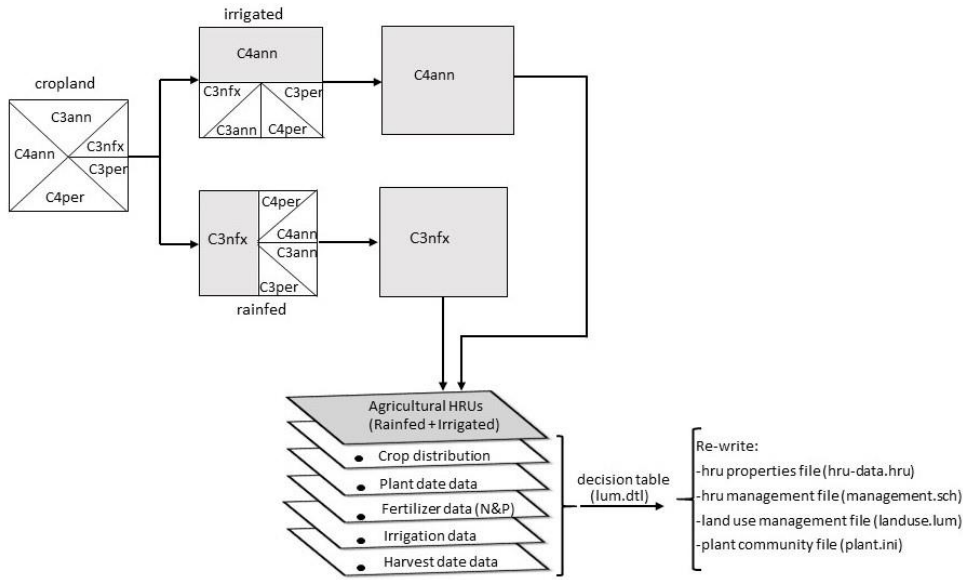 cropland
C3ann
C4ann
C3nfx
C3per
C4per
irrigated
C4ann
C3nfx
C3per
C3ann
C4per
C4ann
C3nfx
C4per
C4ann
C3ann
C3per
rainfed
C3nfx
Agricultural HRUs
(Rainfed + Irrigated)
• Crop distribution
• Plant date data
• Fertilizer data (N&P)
• Irrigation data
• Harvest date data
decision table
(lum.dtl)
Re-write:
-hru properties file (hru-data.hru)
-hru management file (management.sch)
-land use management file (landuse.lum)
-plant community file (plant.ini)